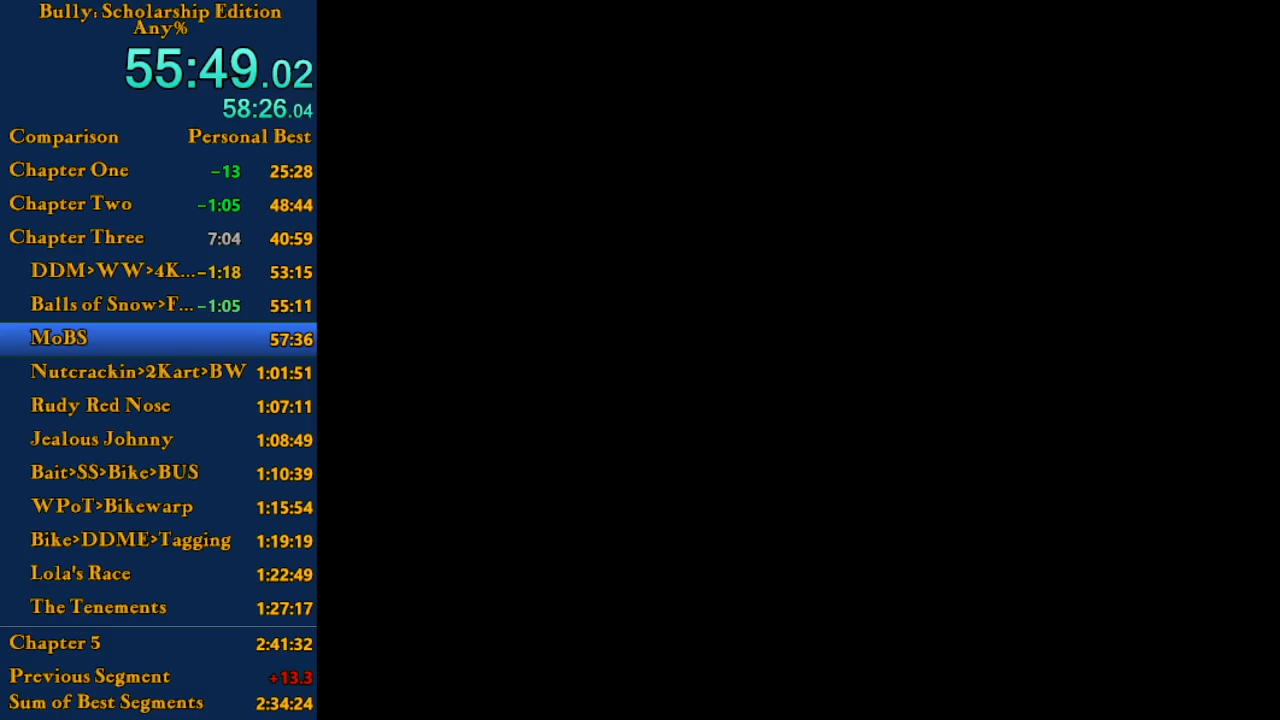 Bully: Scholarship Edition
Any%
55:49.02
58:26.04
Comparison Personal Best
Chapter One −13 25:28
Chapter Two −1:05 48:44
Chapter Three 7:04 40:59
DDM>WW>4K... −1:18 53:15
Balls of Snow>F... −1:05 55:11
MoBS 57:36
Nutcrackin>2Kart>BW 1:01:51
Rudy Red Nose 1:07:11
Jealous Johnny 1:08:49
Bait>SS>Bike>BUS 1:10:39
WPoT>Bikewarp 1:15:54
Bike>DDME>Tagging 1:19:19
Lola's Race 1:22:49
The Tenements 1:27:17
Chapter 5 2:41:32
Previous Segment +13.3
Sum of Best Segments 2:34:24